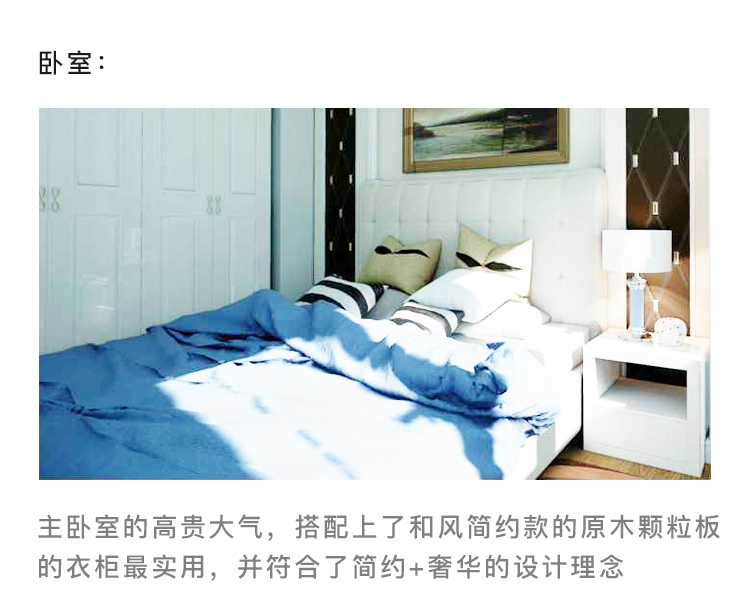 卧室：
主卧室的高贵大气，搭配上了和风简约款的原木颗粒板
的衣柜最实用，并符合了简约+奢华的设计理念